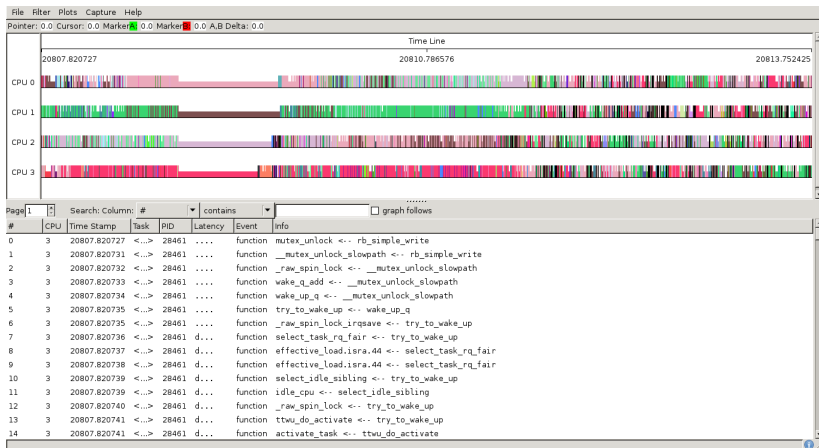 File Filter Plots Capture Help
Pointer: 0.0 Cursor: 0.0 MarkerA: 0.0 MarkerB: 0.0 A,B Delta: 0.0
Time Line
20807.820727 20810.786576 20813.752425
CPU 0
CPU 1
CPU 2
CPU 3
Page 1 Search: Column: # contains graph follows
# CPU Time Stamp Task PID Latency Event Info
0 3 20807.820727 <...> 28461 .... function mutex_unlock <-- rb_simple_write
1 3 20807.820731 <...> 28461 .... function __mutex_unlock_slowpath <-- rb_simple_write
2 3 20807.820732 <...> 28461 .... function _raw_spin_lock <-- __mutex_unlock_slowpath
3 3 20807.820733 <...> 28461 .... function wake_q_add <-- __mutex_unlock_slowpath
4 3 20807.820734 <...> 28461 .... function wake_up_q <-- __mutex_unlock_slowpath
5 3 20807.820735 <...> 28461 .... function try_to_wake_up <-- wake_up_q
6 3 20807.820735 <...> 28461 .... function _raw_spin_lock_irqsave <-- try_to_wake_up
7 3 20807.820736 <...> 28461 d... function select_task_rq_fair <-- try_to_wake_up
8 3 20807.820737 <...> 28461 d... function effective_load.isra.44 <-- select_task_rq_fair
9 3 20807.820738 <...> 28461 d... function effective_load.isra.44 <-- select_task_rq_fair
10 3 20807.820739 <...> 28461 d... function select_idle_sibling <-- try_to_wake_up
11 3 20807.820739 <...> 28461 d... function idle_cpu <-- select_idle_sibling
12 3 20807.820740 <...> 28461 d... function _raw_spin_lock <-- try_to_wake_up
13 3 20807.820741 <...> 28461 d... function ttwu_do_activate <-- try_to_wake_up
14 3 20807.820741 <...> 28461 d... function activate_task <-- ttwu_do_activate